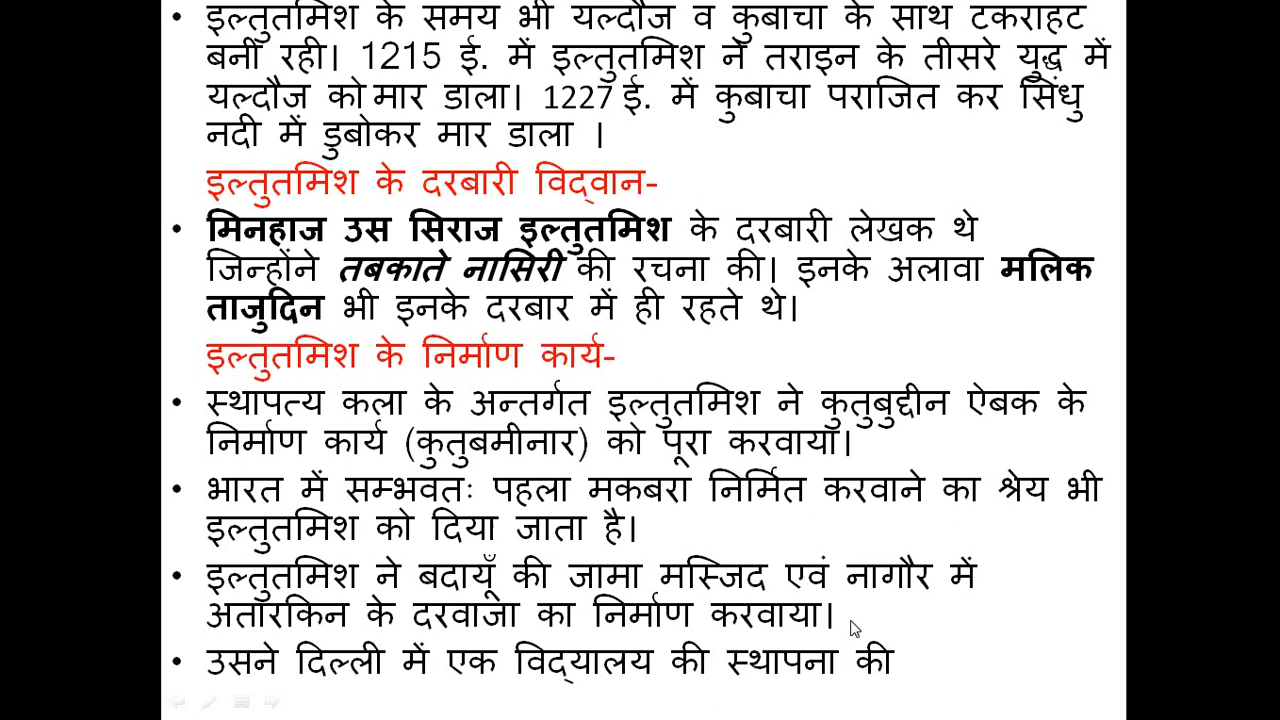 इल्तुतमिश के समय भी यल्दौज व कुबाचा के साथ टकराहट
बनीं रही। 1215 ई. में इल्तुतमिश ने तराइन के तीसरे युद्ध में
यल्दौज को मार डाला। 1227 ई. में कुबाचा पराजित कर सिंधु
नदी में डुबोकर मार डाला ।
इल्तुतमिश के दरबारी विद्वान-
• मिनहाज उस सिराज इल्तुतमिश के दरबारी लेखक थे
जिन्होंने तबकाते नासिरी की रचना की। इनके अलावा मलिक
ताजुदिन भी इनके दरबार में ही रहते थे।
इल्तुतमिश के निर्माण कार्य-
• स्थापत्य कला के अन्तर्गत इल्तुतमिश ने कुतुबुद्दीन ऐबक के
निर्माण कार्य (कुतुबमीनार) को पूरा करवाया।
• भारत में सम्भवतः पहला मकबरा निर्मित करवाने का श्रेय भी
इल्तुतमिश को दिया जाता है।
• इल्तुतमिश ने बदायूँ की जामा मस्जिद एवं नागौर में
अतारकिन के दरवाजा का निर्माण करवाया।
• उसने दिल्ली में एक विद्यालय की स्थापना की